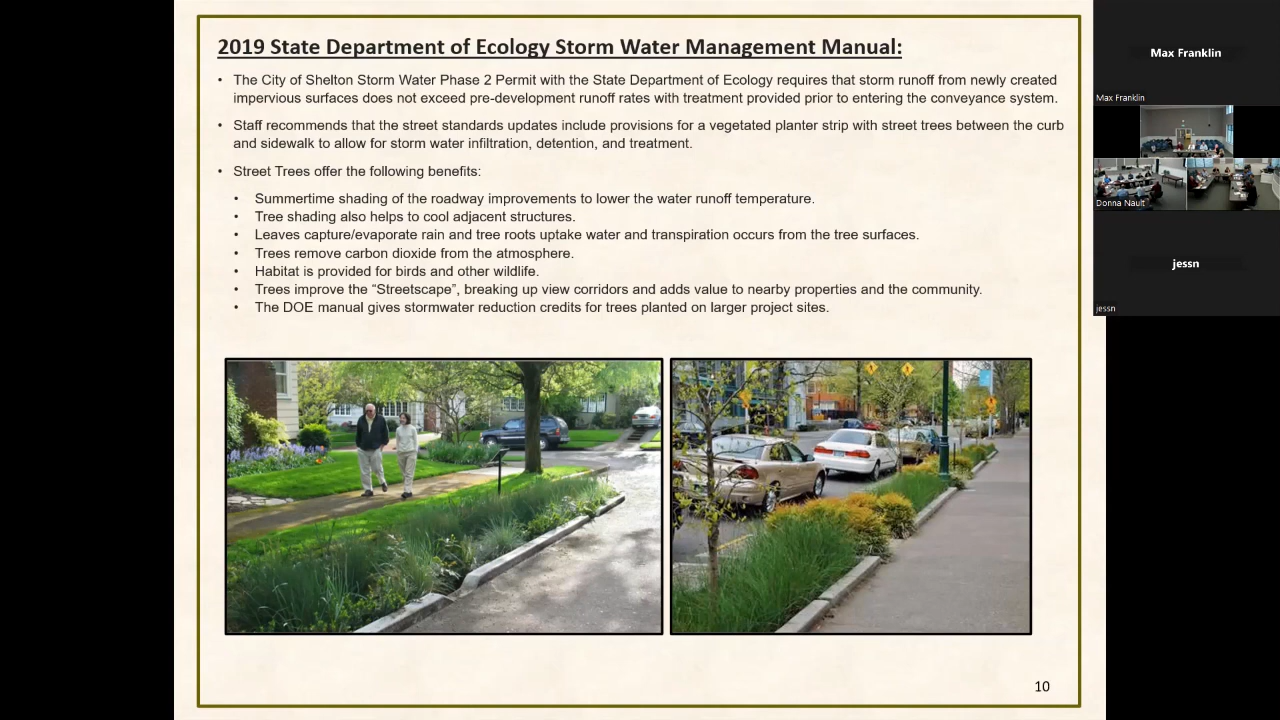 2019 State Department of Ecology Storm Water Management Manual:
• The City of Shelton Storm Water Phase 2 Permit with the State Department of Ecology requires that storm runoff from newly created
impervious surfaces does not exceed pre-development runoff rates with treatment provided prior to entering the conveyance system.
• Staff recommends that the street standards updates include provisions for a vegetated planter strip with street trees between the curb
and sidewalk to allow for storm water infiltration, detention, and treatment.
• Street Trees offer the following benefits:
• Summertime shading of the roadway improvements to lower the water runoff temperature.
• Tree shading also helps to cool adjacent structures.
• Leaves capture/evaporate rain and tree roots uptake water and transpiration occurs from the tree surfaces.
• Trees remove carbon dioxide from the atmosphere.
• Habitat is provided for birds and other wildlife.
• Trees improve the “Streetscape”, breaking up view corridors and adds value to nearby properties and the community.
• The DOE manual gives stormwater reduction credits for trees planted on larger project sites.
10
Max Franklin
Max Franklin
Donna Nault
jessn
jessn